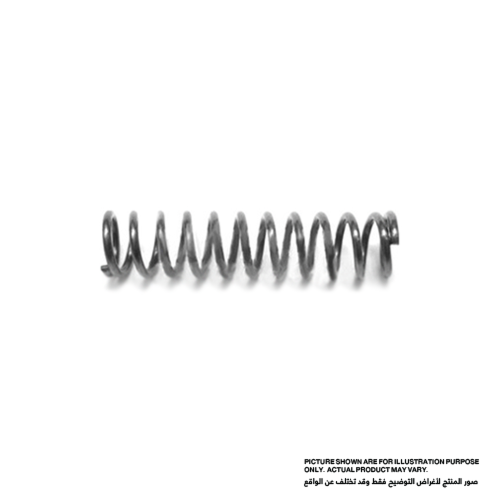 PICTURE SHOWN ARE FOR ILLUSTRATION PURPOSE
ONLY. ACTUAL PRODUCT MAY VARY.
صور المنتج لأغراض التوضيح فقط وقد تختلف عن الواقع